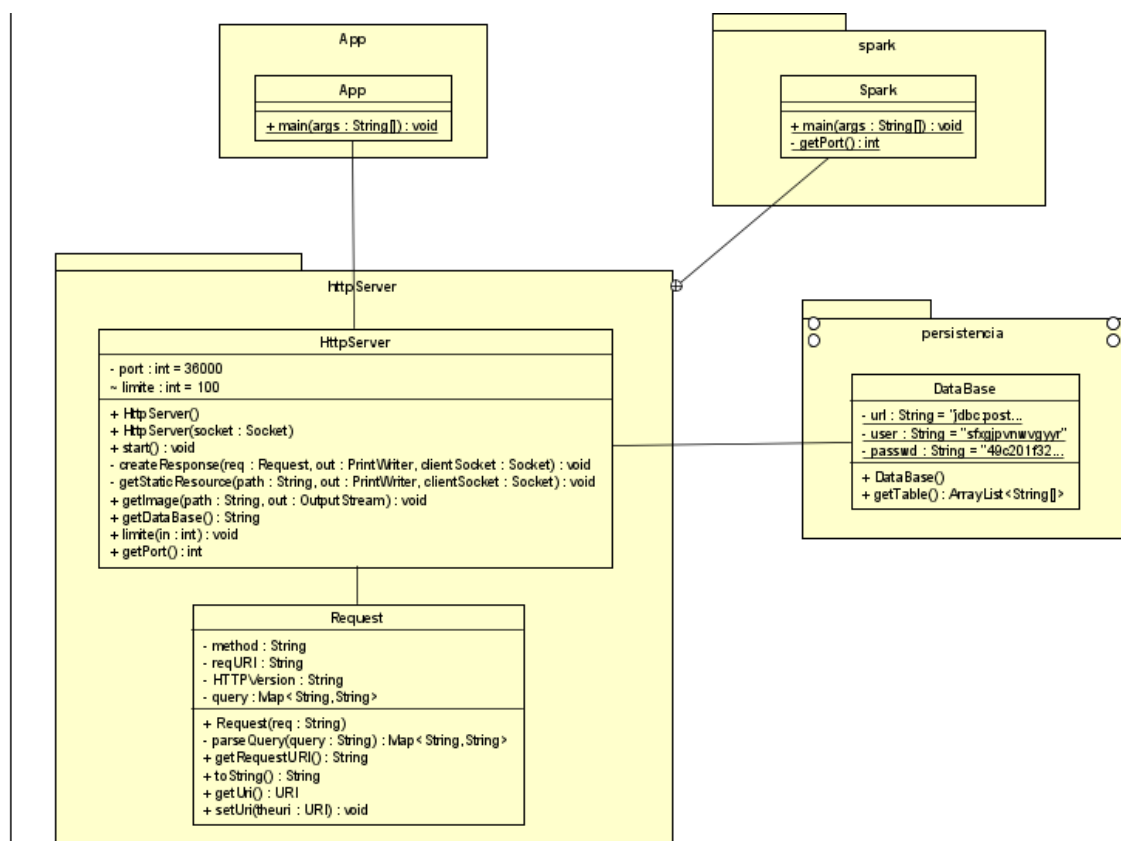 App
App
+ main(args : String[]) : void
spark
Spark
+ main(args : String[]) : void
- getPort() : int
httpServer
HttpServer
- port : int = 36000
~ limite : int = 100
+ HttpServer()
+ HttpServer(socket : Socket)
+ start() : void
- createResponse(req : Request, out : PrintWriter, clientSocket : Socket) : void
- getStaticResource(path : String, out : PrintWriter, clientSocket : Socket) : void
+ getImage(path : String, out : OutputStream) : void
+ getDataBase() : String
+ limite(in : int) : void
+ getPort() : int
persistencia
DataBase
- url : String = "jdbc:post...
- user : String = "sfxgjpvnwvgyyr"
- passwd : String = "49c201f32...
+ DataBase()
+ getTable() : ArrayList<String[]>
Request
- method : String
- reqURI : String
- HTTPVersion : String
- query : Map<String,String>
+ Request(req : String)
- parseQuery(query : String) : Map<String,String>
+ getRequestURI() : String
+ toString() : String
+ getUri() : URI
+ setUri(theuri : URI) : void